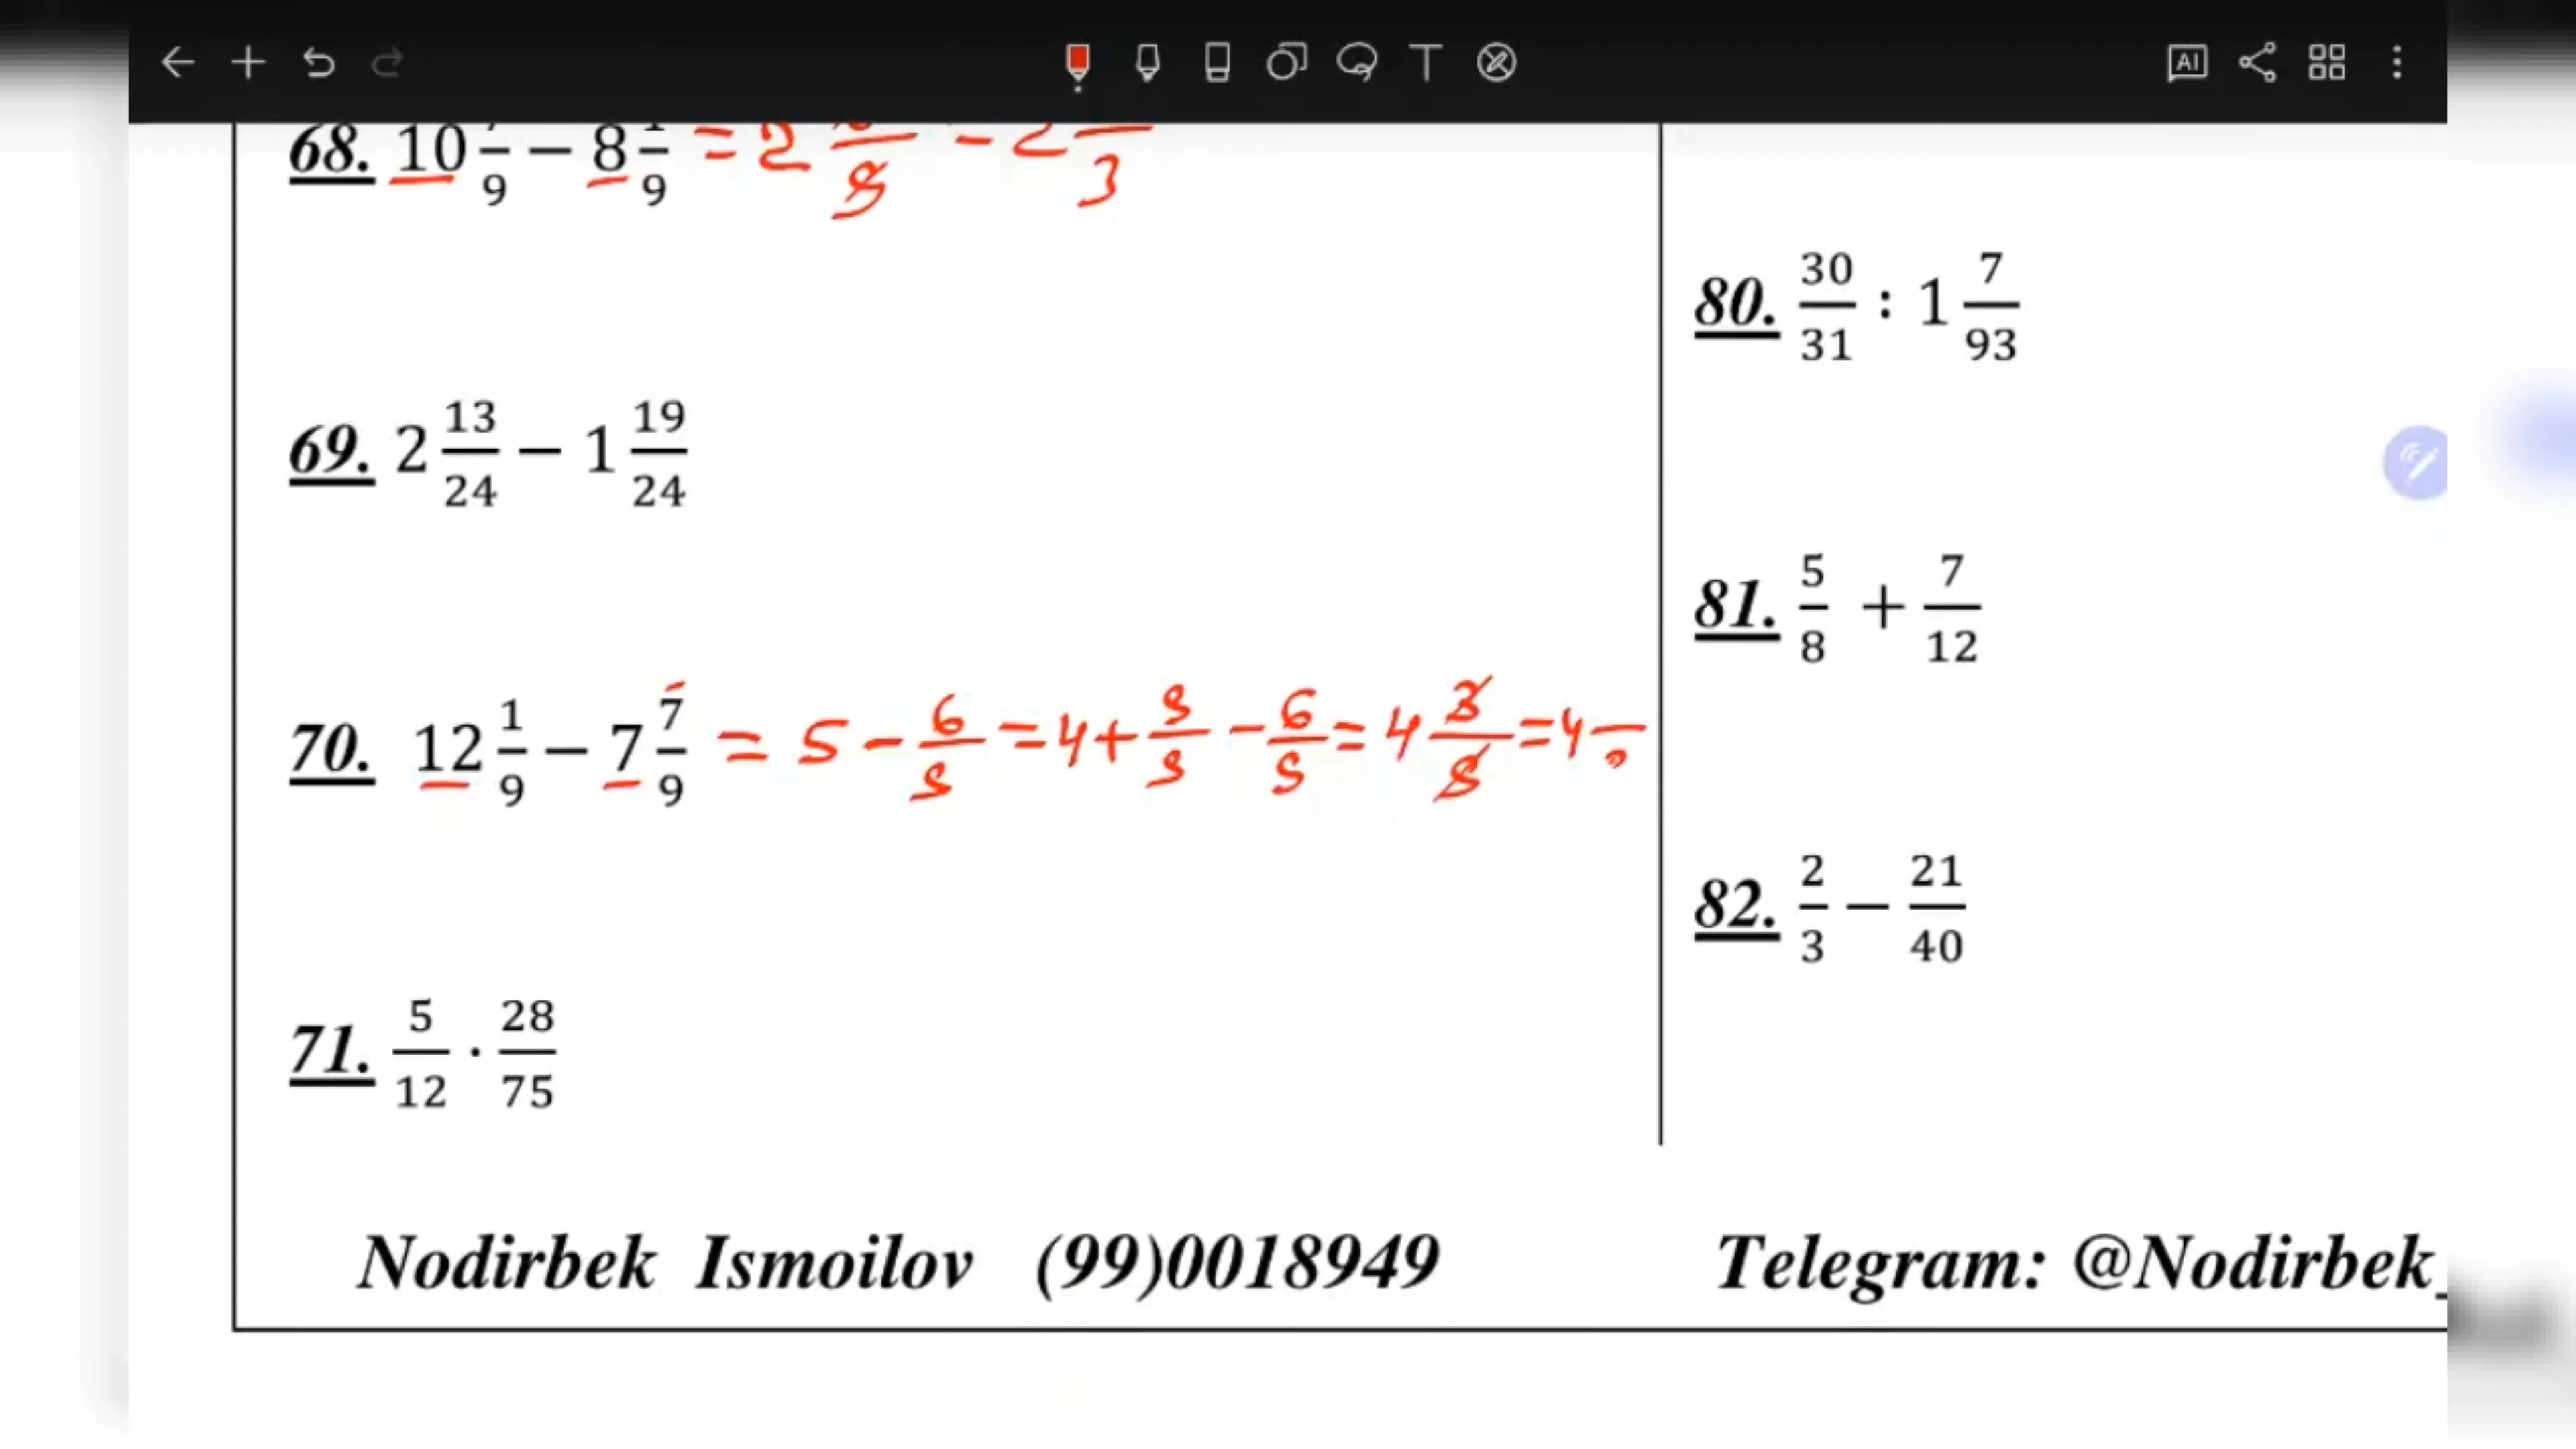 AI
68. 10 7/9 − 8 1/9 = 2 /9 = 2 /3
69. 2 13/24 − 1 19/24
70. 12 1/9 − 7 7/9 = 5 − 6/9 = 4 + 9/9 − 6/9 = 4 3/9 = 4
71. 5/12 · 28/75
80. 30/31 : 1 7/93
81. 5/8 + 7/12
82. 2/3 − 21/40
Nodirbek Ismoilov (99)0018949
Telegram: @Nodirbek_